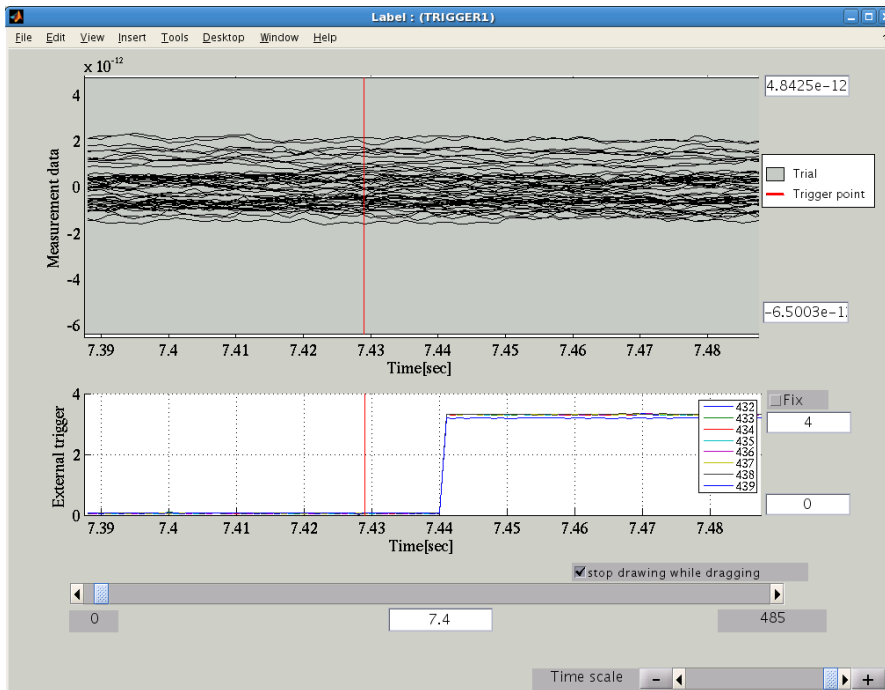 Label : (TRIGGER1)
File Edit View Insert Tools Desktop Window Help
x 10⁻¹²
4
2
0
-2
-4
-6
Measurement data
7.39 7.4 7.41 7.42 7.43 7.44 7.45 7.46 7.47 7.48
Time[sec]
4.8425e-12
Trial
Trigger point
-6.5003e-1
4
2
0
External trigger
432
433
434
435
436
437
438
439
7.39 7.4 7.41 7.42 7.43 7.44 7.45 7.46 7.47 7.48
Time[sec]
Fix
4
0
stop drawing while dragging
0 7.4 485
Time scale - +